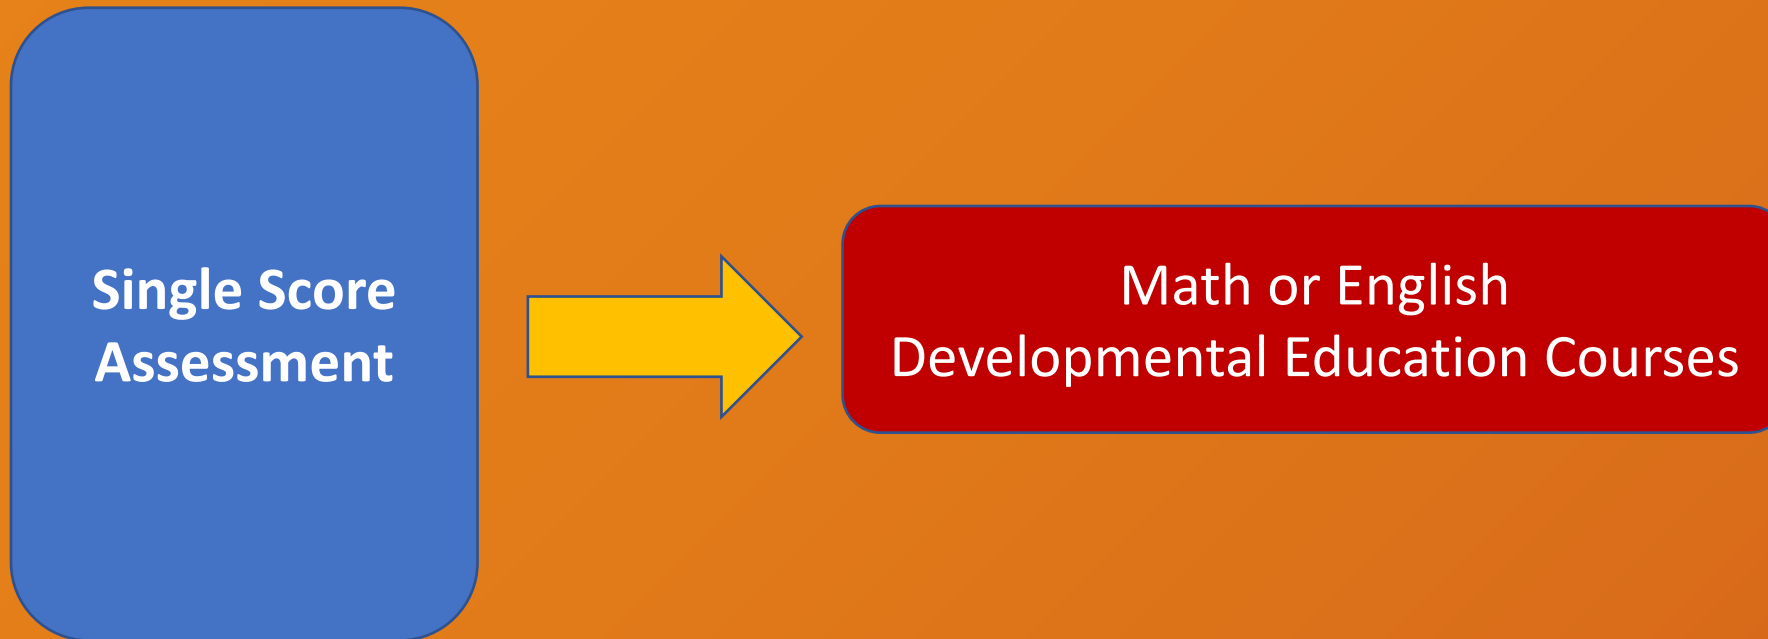 Single Score
Assessment
Math or English
Developmental Education Courses